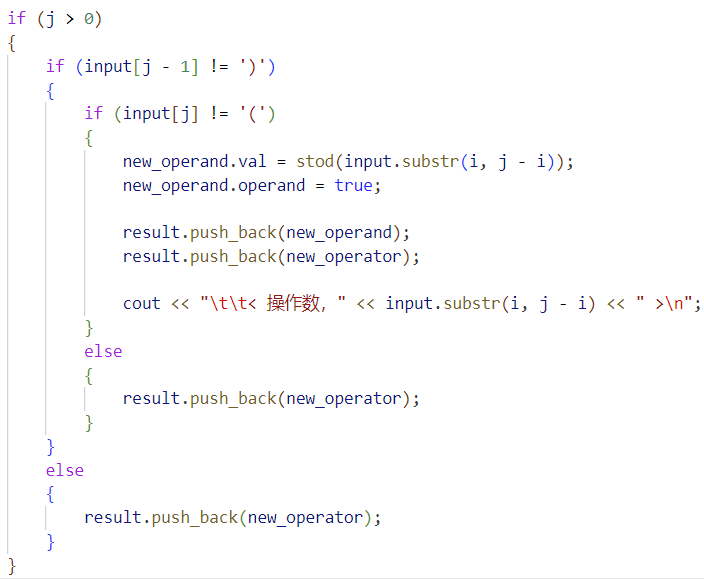 if (j > 0)
{
    if (input[j - 1] != ')')
    {
        if (input[j] != '(')
        {
            new_operand.val = stod(input.substr(i, j - i));
            new_operand.operand = true;

            result.push_back(new_operand);
            result.push_back(new_operator);

            cout << "\t\t< 操作数, " << input.substr(i, j - i) << " >\n";
        }
        else
        {
            result.push_back(new_operator);
        }
    }
    else
    {
        result.push_back(new_operator);
    }
}